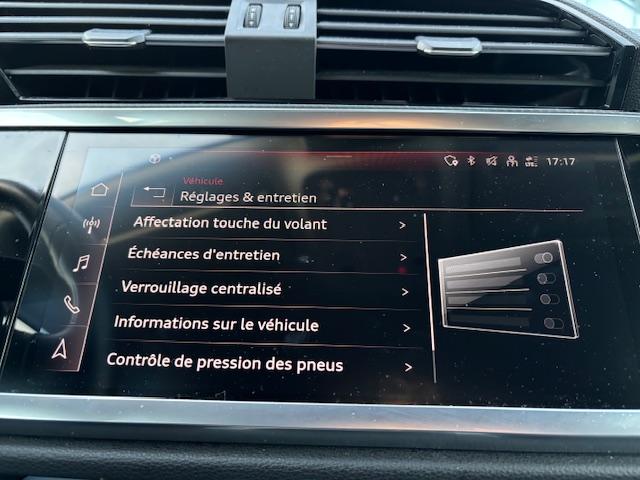 17:17
Véhicule
Réglages & entretien
Affectation touche du volant
Échéances d'entretien
Verrouillage centralisé
Informations sur le véhicule
Contrôle de pression des pneus